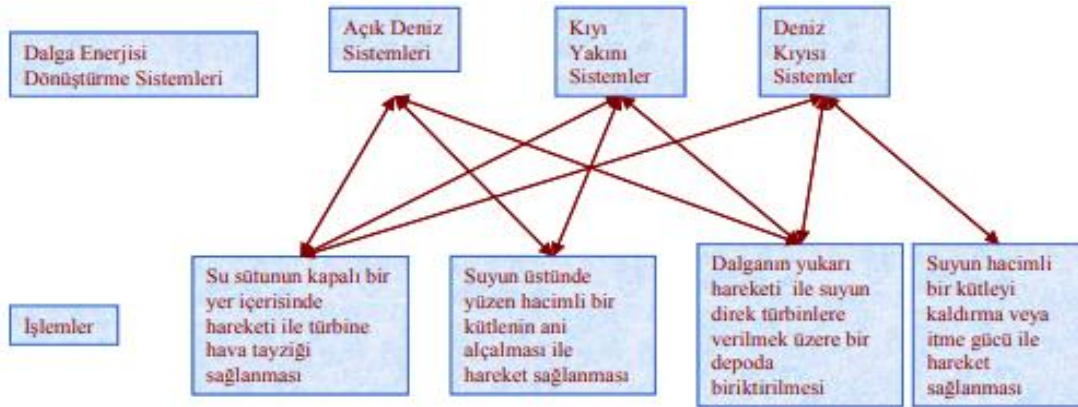 Dalga Enerjisi
Dönüştürme Sistemleri
Açık Deniz
Sistemleri
Kıyı
Yakını
Sistemler
Deniz
Kıyısı
Sistemler
İşlemler
Su sütunun kapalı bir
yer içerisinde
hareketi ile türbine
hava tayziği
sağlanması
Suyun üstünde
yüzen hacimli bir
kütlenin ani
alçalması ile
hareket sağlanması
Dalganın yukarı
hareketi ile suyun
direk türbinlere
verilmek üzere bir
depoda
biriktirilmesi
Suyun hacimli
bir kütleyi
kaldırma veya
itme gücü ile
hareket
sağlanması